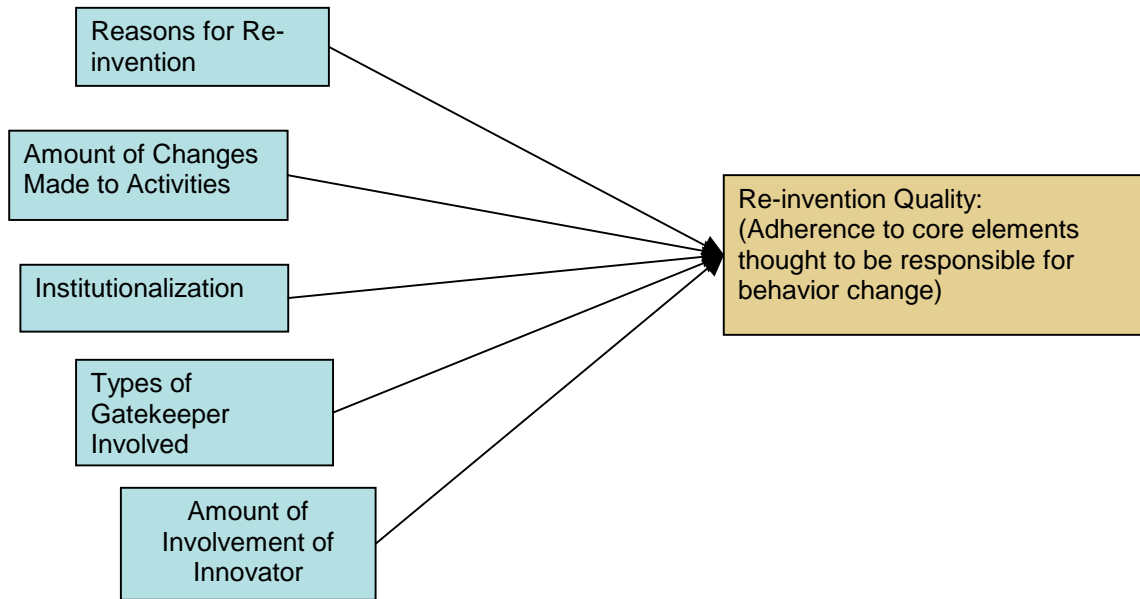 Reasons for Re-
invention
Amount of Changes
Made to Activities
Institutionalization
Types of
Gatekeeper
Involved
Amount of
Involvement of
Innovator
Re-invention Quality:
(Adherence to core elements
thought to be responsible for
behavior change)